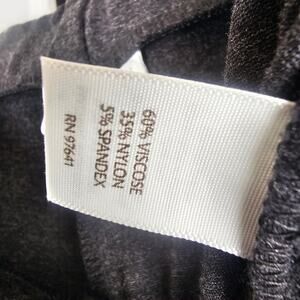 60% VISCOSE
35% NYLON
5% SPANDEX
RN 97641